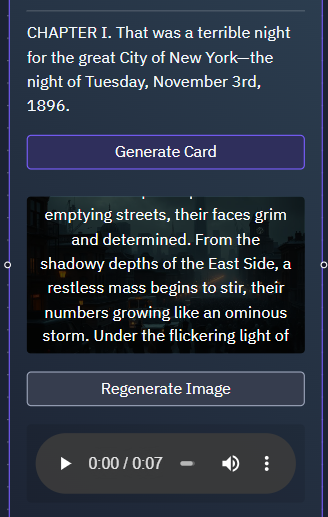 CHAPTER I. That was a terrible night
for the great City of New York—the
night of Tuesday, November 3rd,
1896.
Generate Card
emptying streets, their faces grim
and determined. From the
shadowy depths of the East Side, a
restless mass begins to stir, their
numbers growing like an ominous
storm. Under the flickering light of
Regenerate Image
0:00 / 0:07